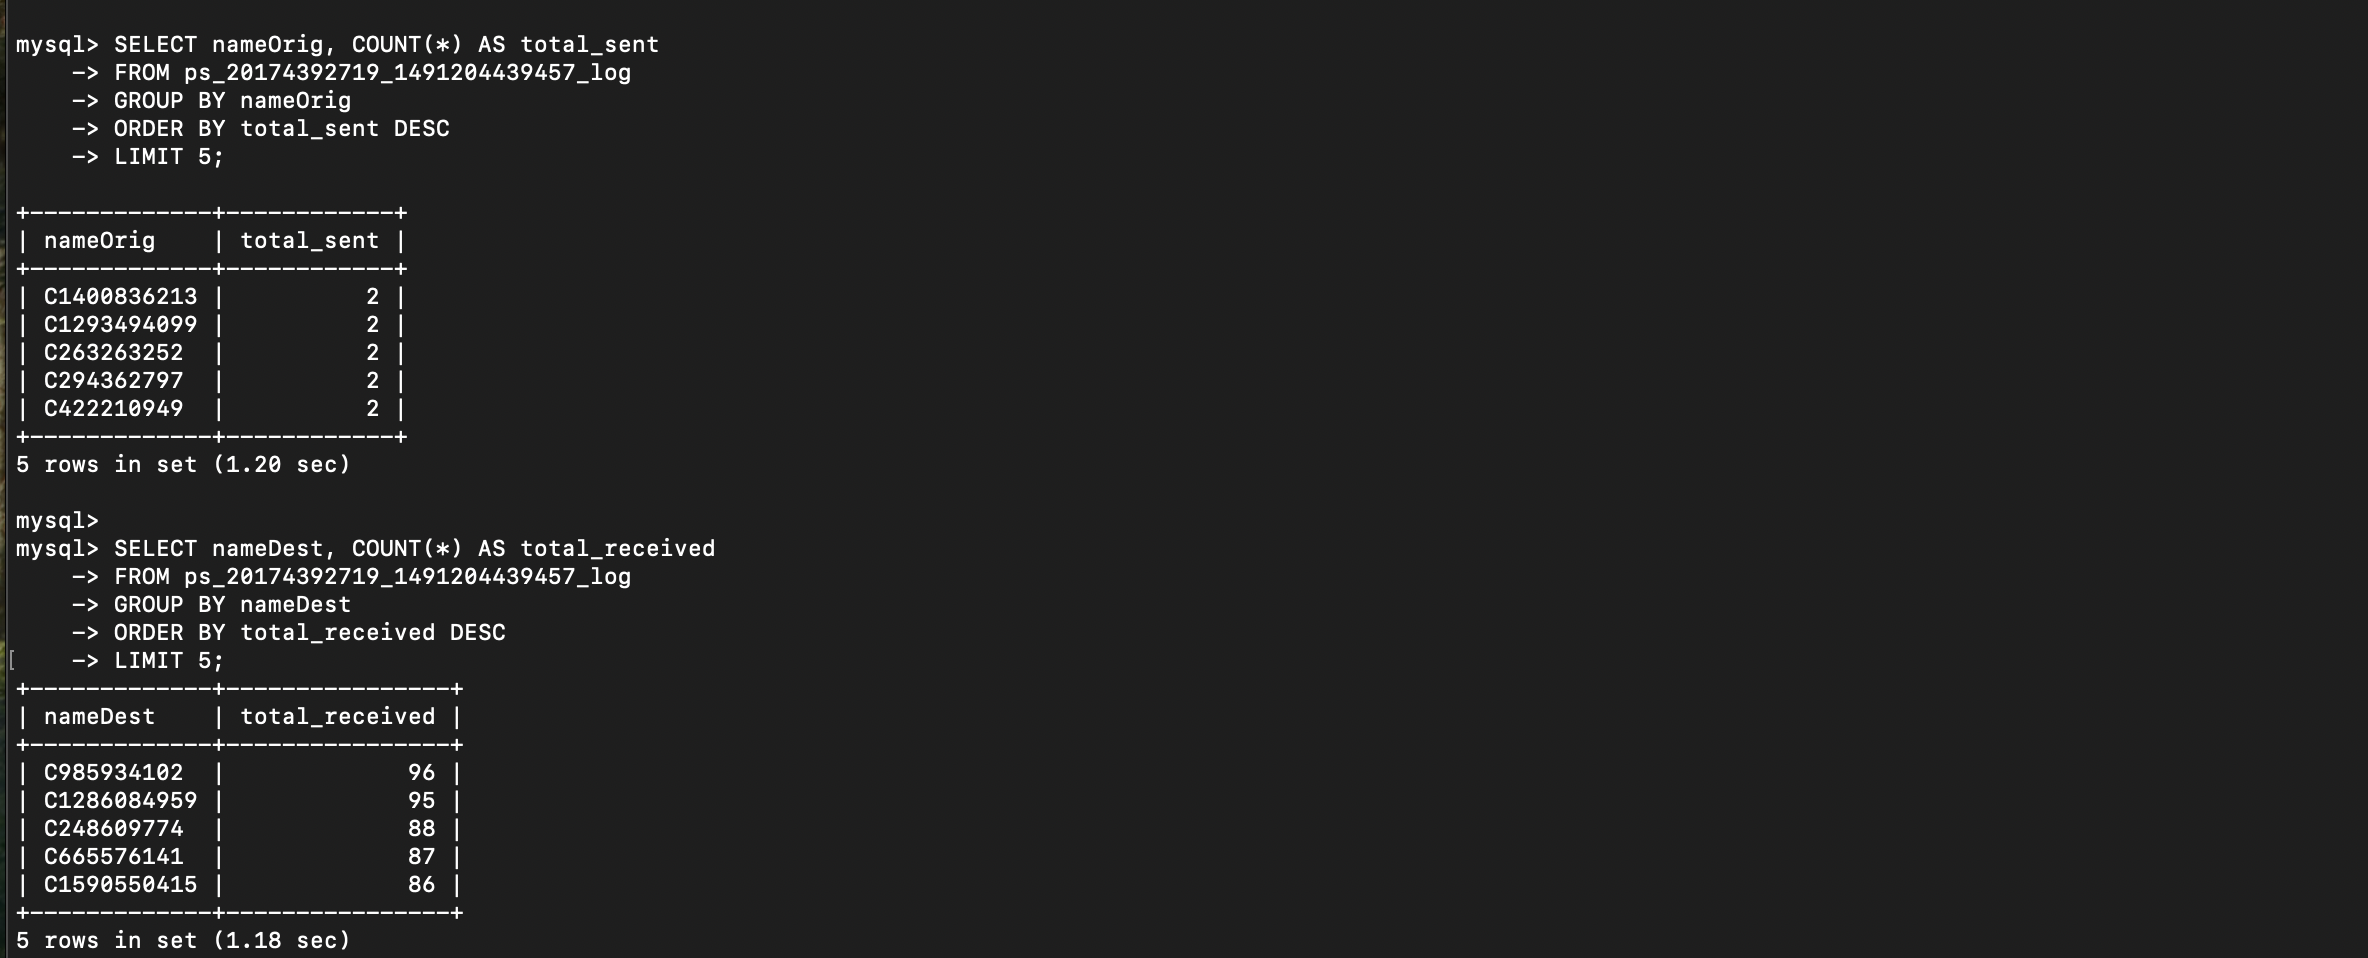 mysql> SELECT nameOrig, COUNT(*) AS total_sent
    -> FROM ps_20174392719_1491204439457_log
    -> GROUP BY nameOrig
    -> ORDER BY total_sent DESC
    -> LIMIT 5;

+-------------+------------+
| nameOrig    | total_sent |
+-------------+------------+
| C1400836213 |          2 |
| C1293494099 |          2 |
| C263263252  |          2 |
| C294362797  |          2 |
| C422210949  |          2 |
+-------------+------------+
5 rows in set (1.20 sec)

mysql>
mysql> SELECT nameDest, COUNT(*) AS total_received
    -> FROM ps_20174392719_1491204439457_log
    -> GROUP BY nameDest
    -> ORDER BY total_received DESC
[    -> LIMIT 5;
+-------------+----------------+
| nameDest    | total_received |
+-------------+----------------+
| C985934102  |             96 |
| C1286084959 |             95 |
| C248609774  |             88 |
| C665576141  |             87 |
| C1590550415 |             86 |
+-------------+----------------+
5 rows in set (1.18 sec)